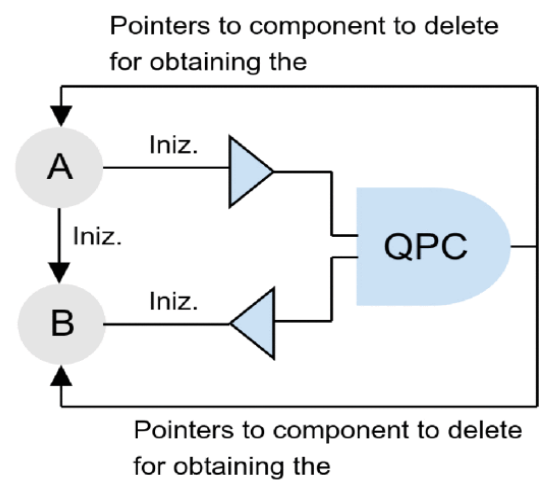 Pointers to component to delete
for obtaining the
Iniz.
A
QPC
Iniz.
Iniz.
B
Pointers to component to delete
for obtaining the